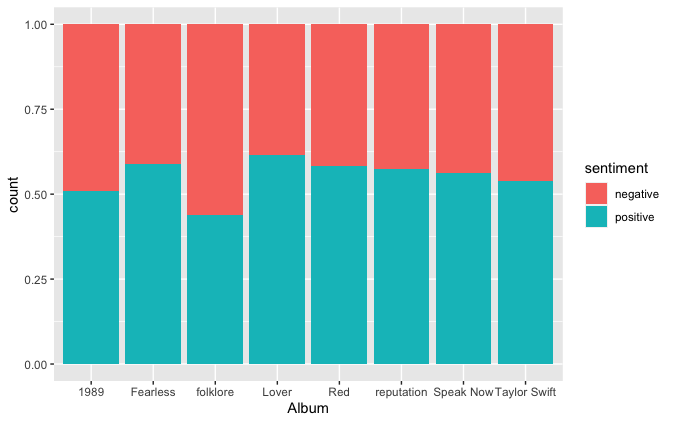 1.00
0.75
0.50
0.25
0.00
count
1989 Fearless folklore Lover Red reputation Speak Now Taylor Swift
Album
sentiment
negative
positive